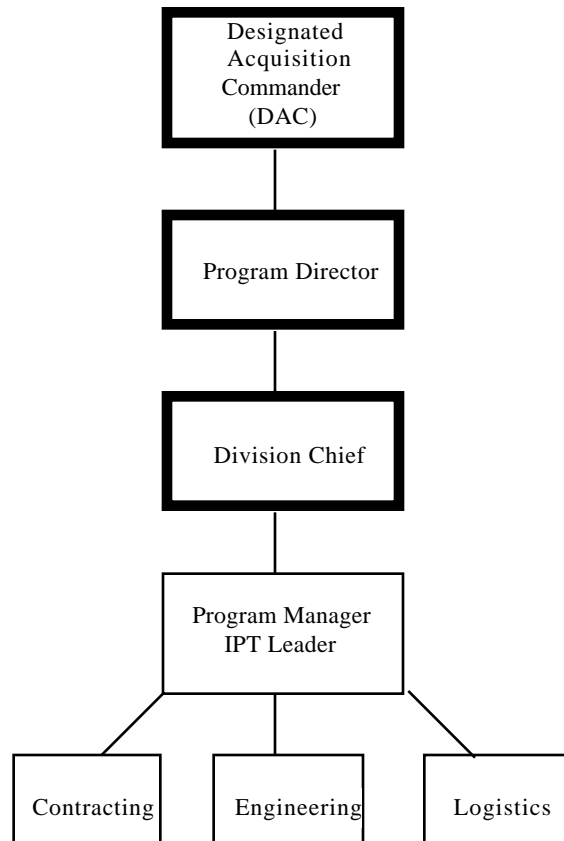 Designated
Acquisition
Commander
(DAC)
Program Director
Division Chief
Program Manager
IPT Leader
Contracting
Engineering
Logistics